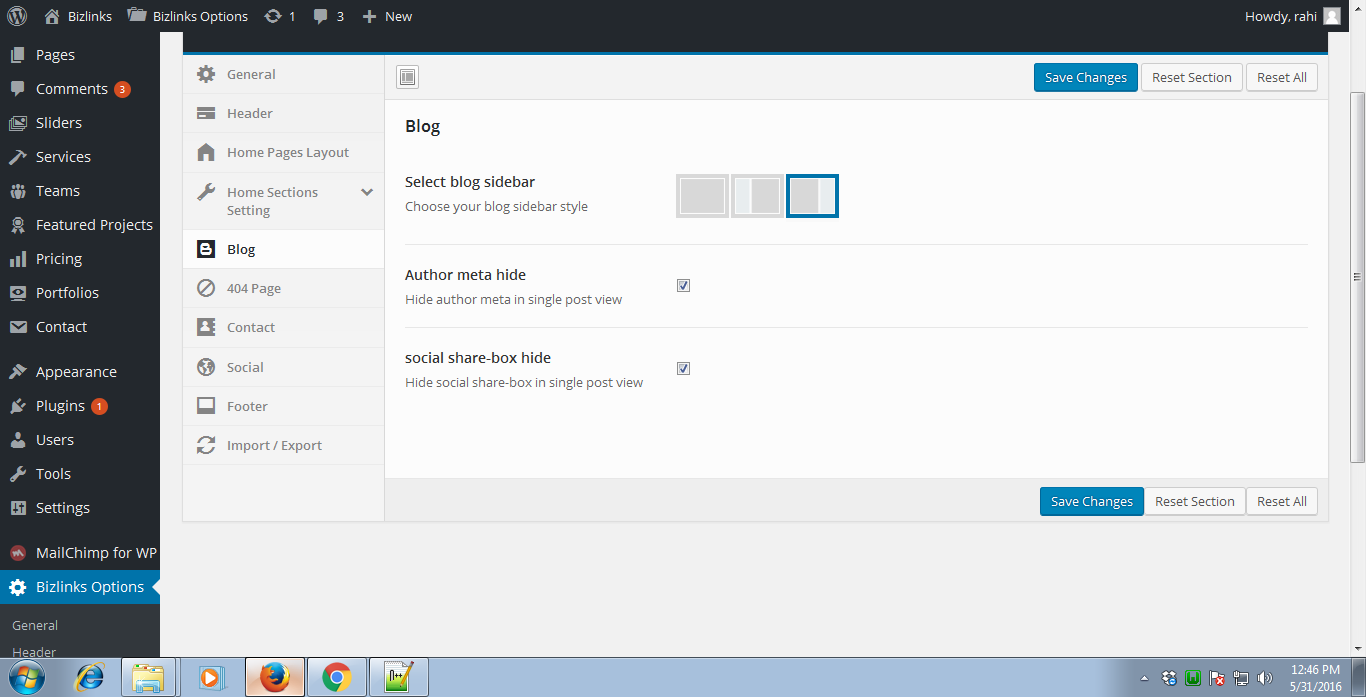 Bizlinks Bizlinks Options 1 3 New Howdy, rahi
Pages
Comments 3
Sliders
Services
Teams
Featured Projects
Pricing
Portfolios
Contact
Appearance
Plugins 1
Users
Tools
Settings
MailChimp for WP
Bizlinks Options
General
Header
General
Header
Home Pages Layout
Home Sections
Setting
Blog
404 Page
Contact
Social
Footer
Import / Export
Save Changes Reset Section Reset All
Blog
Select blog sidebar
Choose your blog sidebar style
Author meta hide
Hide author meta in single post view
social share-box hide
Hide social share-box in single post view
Save Changes Reset Section Reset All
12:46 PM
5/31/2016